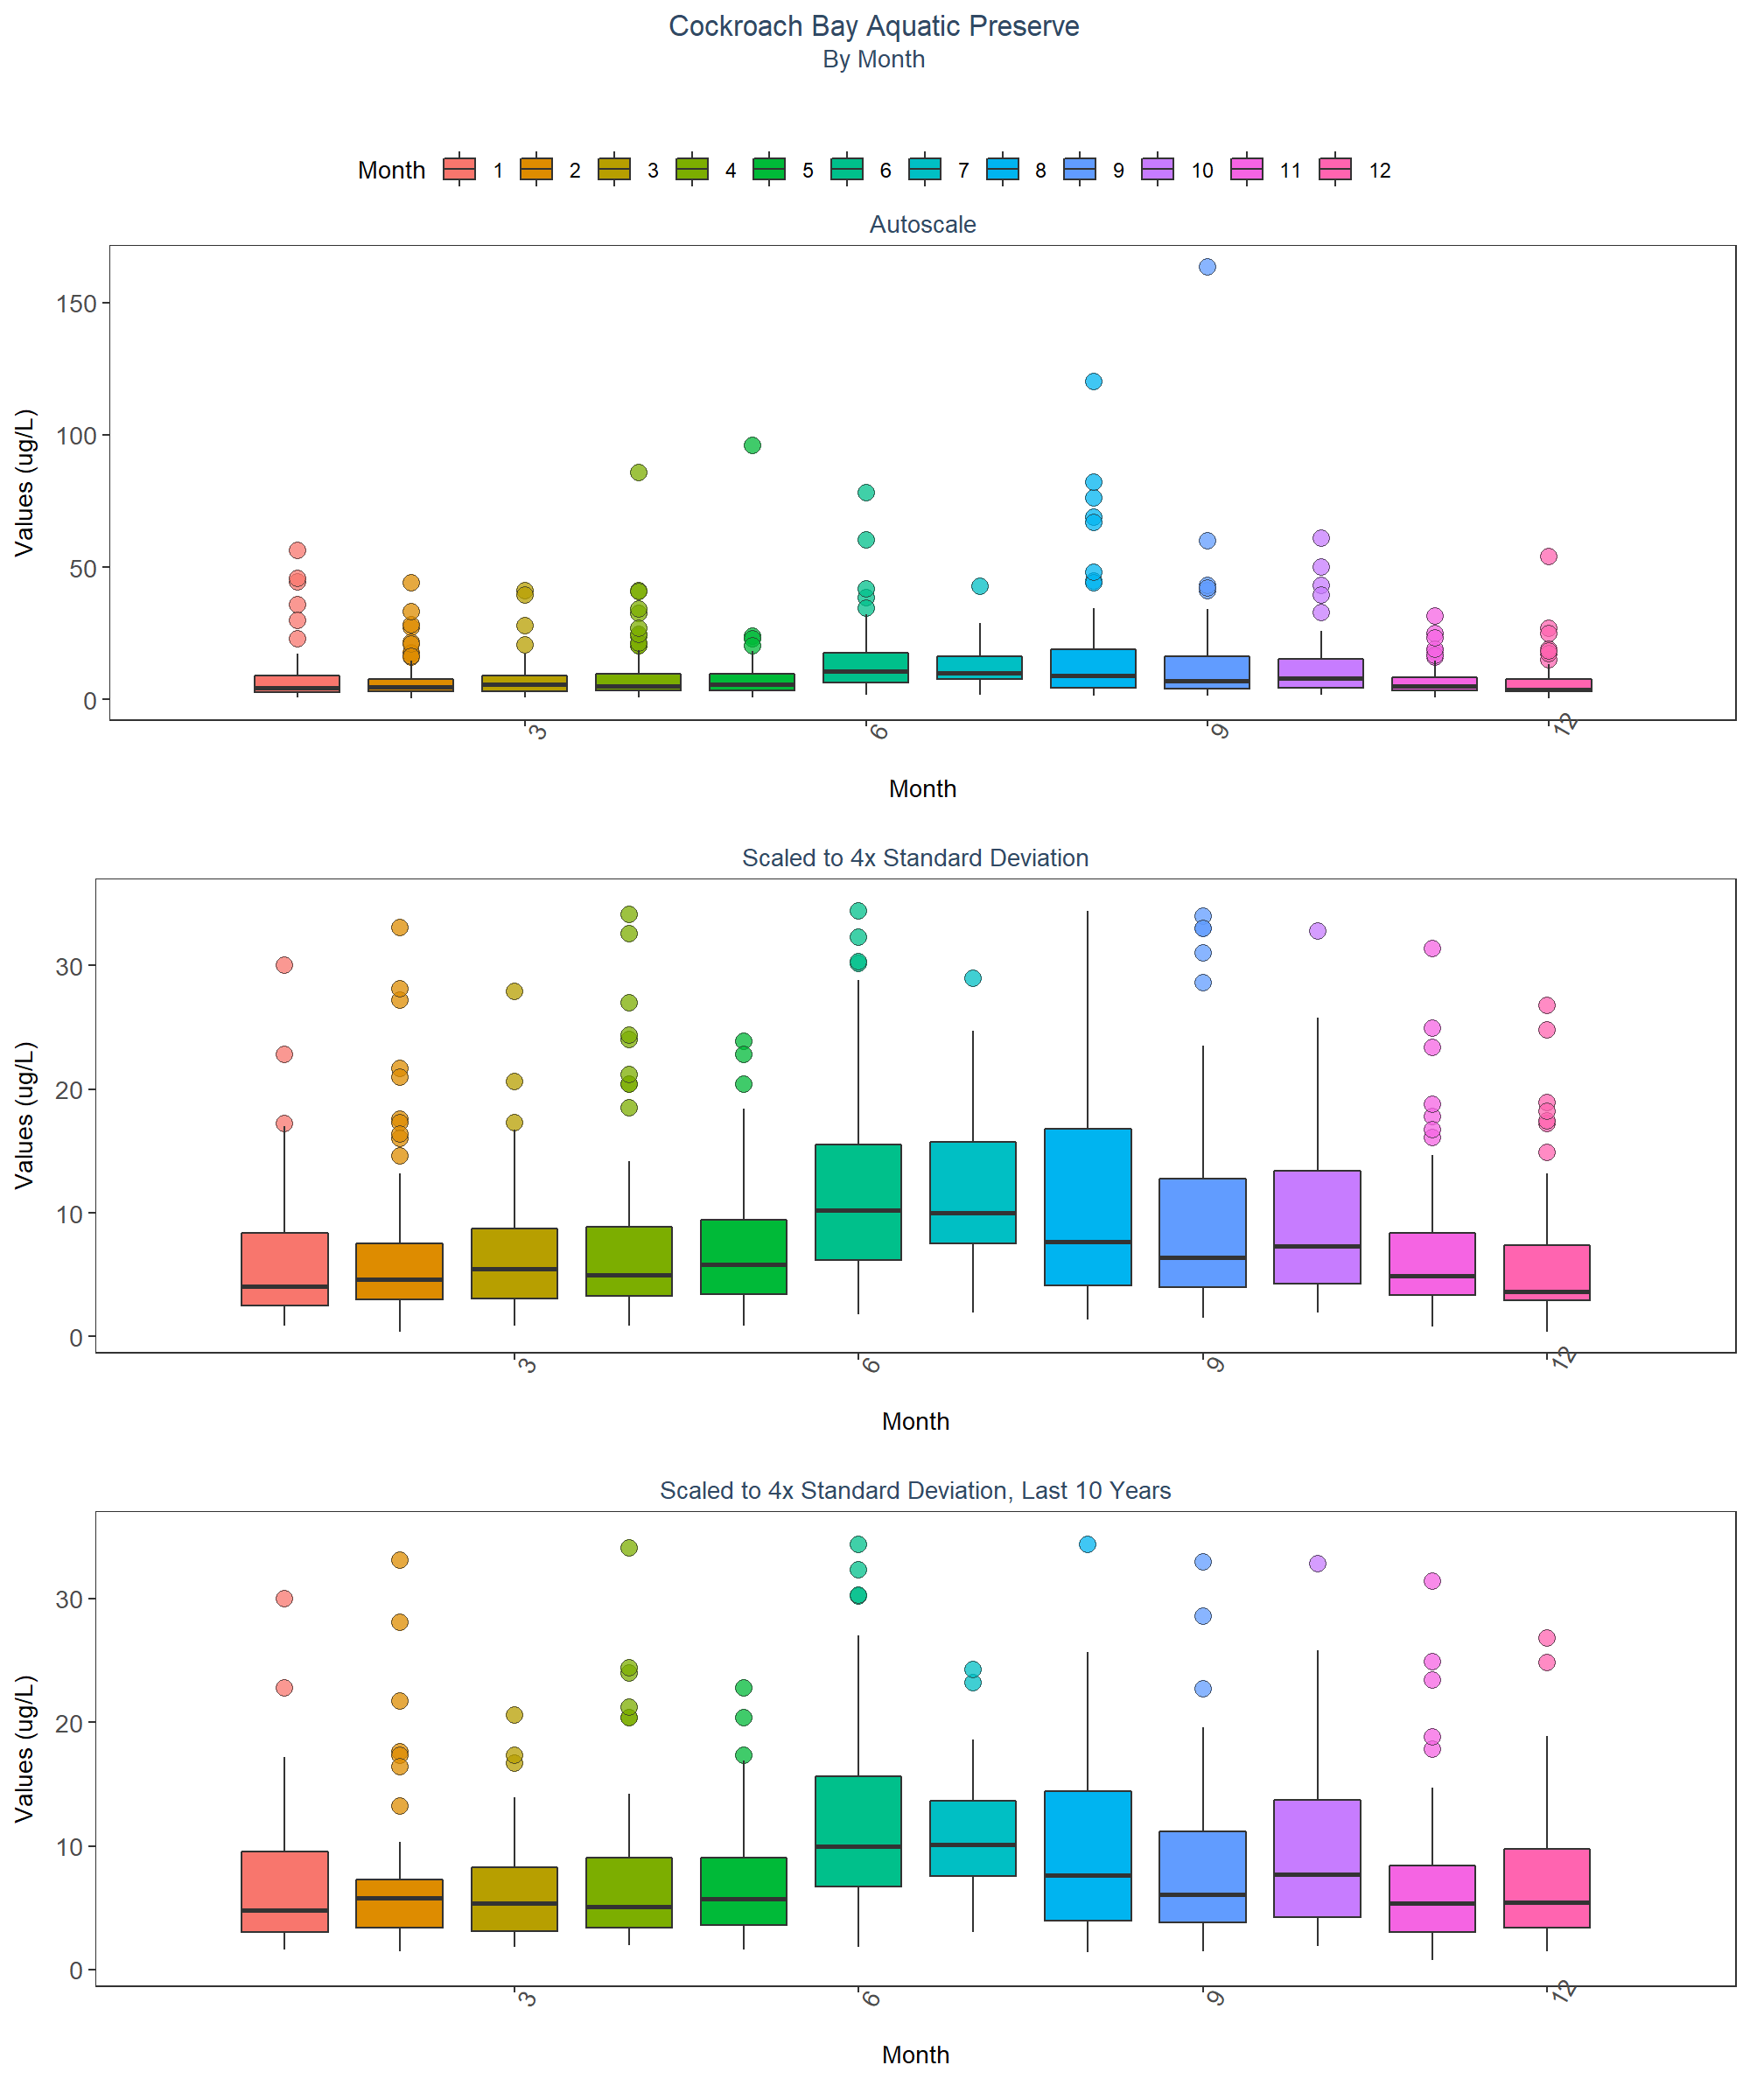 Cockroach Bay Aquatic Preserve
By Month
Month 1 2 3 4 5 6 7 8 9 10 11 12
Autoscale
Values (ug/L)
150
100
50
0
3 6 9 12
Month
Scaled to 4x Standard Deviation
Values (ug/L)
30
20
10
0
3 6 9 12
Month
Scaled to 4x Standard Deviation, Last 10 Years
Values (ug/L)
30
20
10
0
3 6 9 12
Month